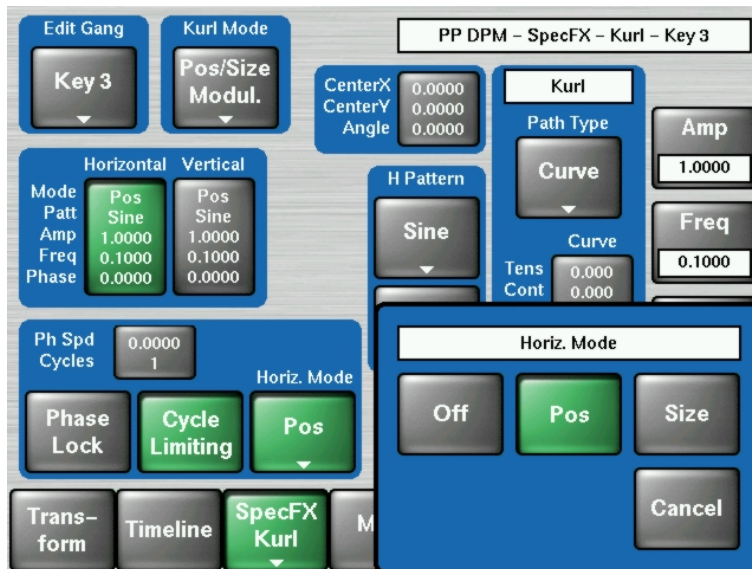 Edit Gang
Key 3
Kurl Mode
Pos/Size
Modul.
PP DPM – SpecFX – Kurl – Key 3
CenterX 0.0000
CenterY 0.0000
Angle 0.0000
Kurl
Path Type
Curve
Amp
1.0000
Horizontal Vertical
Mode Pos Pos
Patt Sine Sine
Amp 1.0000 1.0000
Freq 0.1000 0.1000
Phase 0.0000 0.0000
H Pattern
Sine
Curve
Tens 0.000
Cont 0.000
Freq
0.1000
Ph Spd 0.0000
Cycles 1
Horiz. Mode
Phase
Lock
Cycle
Limiting
Pos
Horiz. Mode
Off
Pos
Size
Cancel
Trans-
form
Timeline
SpecFX
Kurl
M